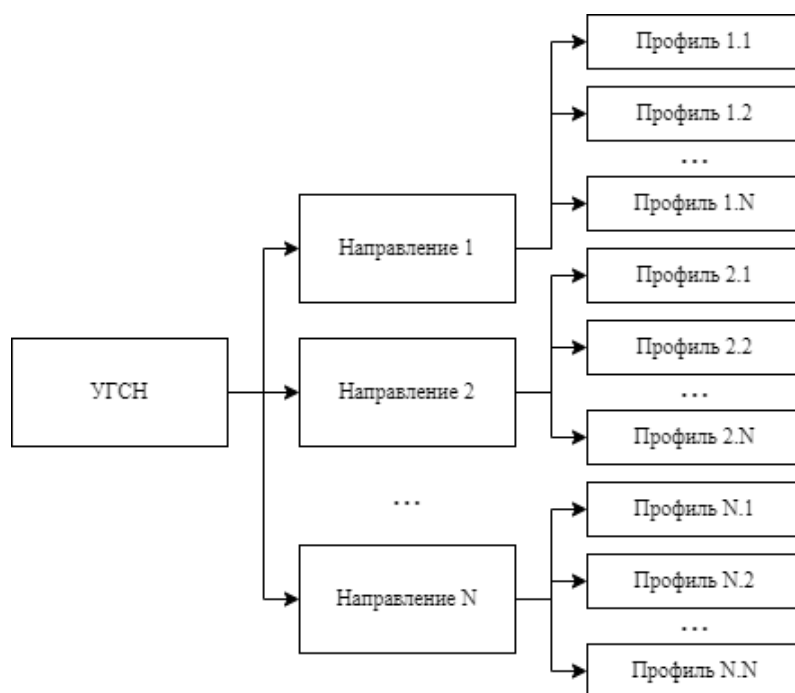 Профиль 1.1
Профиль 1.2
...
Профиль 1.N
Направление 1
Профиль 2.1
Профиль 2.2
...
Профиль 2.N
УГСН
Направление 2
...
Профиль N.1
Профиль N.2
...
Профиль N.N
Направление N